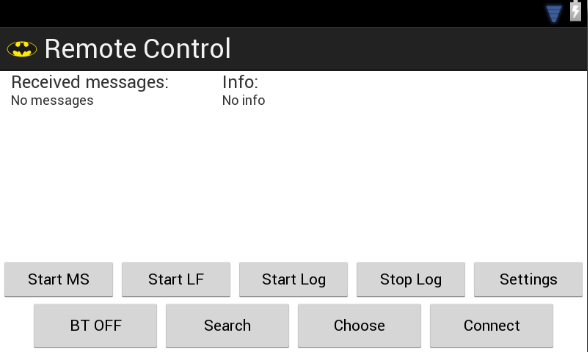 Remote Control
Received messages:
No messages
Info:
No info
Start MS
Start LF
Start Log
Stop Log
Settings
BT OFF
Search
Choose
Connect